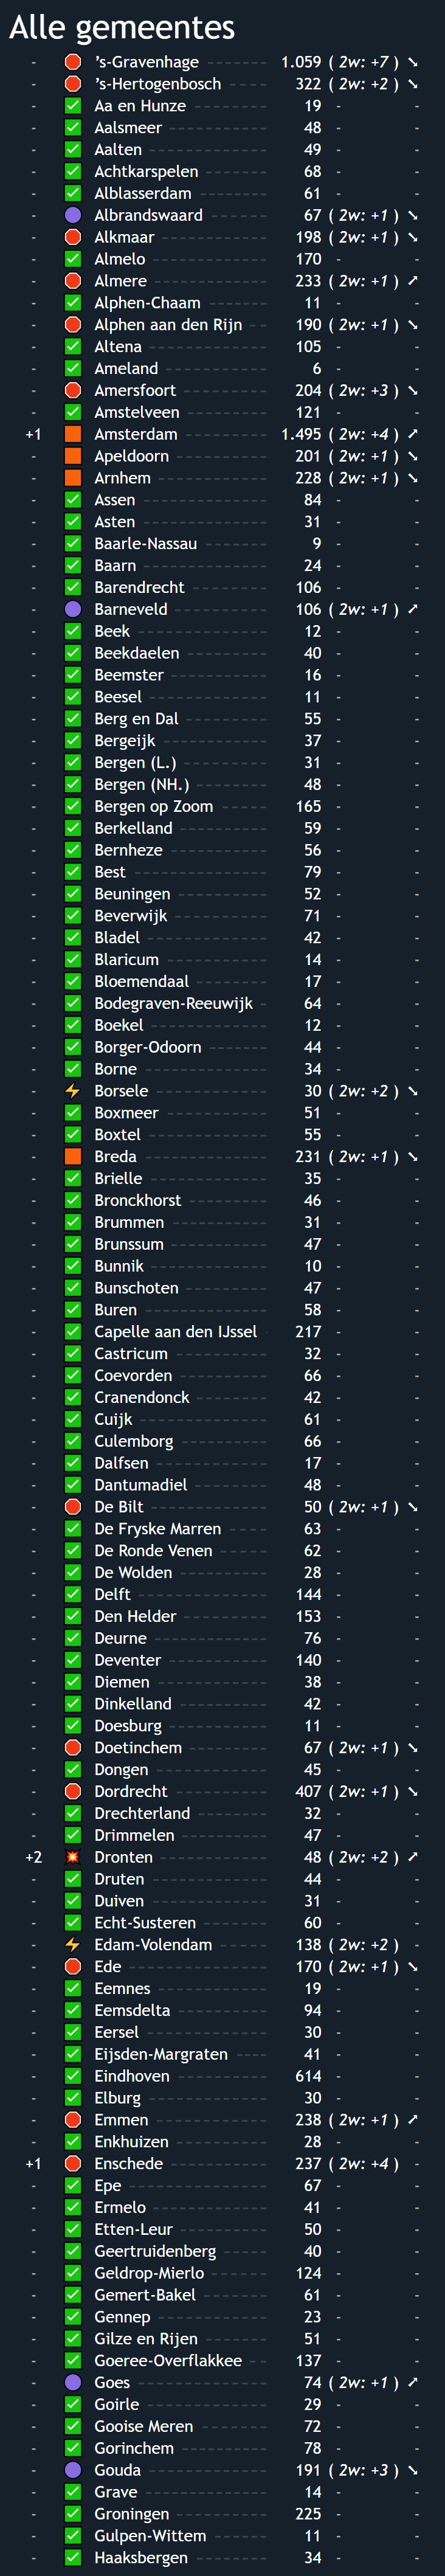 Alle gemeentes
- 's-Gravenhage 1.059 ( 2w: +7 ) ↘
- 's-Hertogenbosch 322 ( 2w: +2 ) ↘
- ✓ Aa en Hunze 19 - -
- ✓ Aalsmeer 48 - -
- ✓ Aalten 49 - -
- ✓ Achtkarspelen 68 - -
- ✓ Alblasserdam 61 - -
- Albrandswaard 67 ( 2w: +1 ) ↘
- Alkmaar 198 ( 2w: +1 ) ↘
- ✓ Almelo 170 - -
- Almere 233 ( 2w: +1 ) ↗
- ✓ Alphen-Chaam 11 - -
- Alphen aan den Rijn 190 ( 2w: +1 ) ↘
- ✓ Altena 105 - -
- ✓ Ameland 6 - -
- Amersfoort 204 ( 2w: +3 ) ↘
- ✓ Amstelveen 121 - -
+1 Amsterdam 1.495 ( 2w: +4 ) ↗
- Apeldoorn 201 ( 2w: +1 ) ↘
- Arnhem 228 ( 2w: +1 ) ↘
- ✓ Assen 84 - -
- ✓ Asten 31 - -
- ✓ Baarle-Nassau 9 - -
- ✓ Baarn 24 - -
- ✓ Barendrecht 106 - -
- Barneveld 106 ( 2w: +1 ) ↗
- ✓ Beek 12 - -
- ✓ Beekdaelen 40 - -
- ✓ Beemster 16 - -
- ✓ Beesel 11 - -
- ✓ Berg en Dal 55 - -
- ✓ Bergeijk 37 - -
- ✓ Bergen (L.) 31 - -
- ✓ Bergen (NH.) 48 - -
- ✓ Bergen op Zoom 165 - -
- ✓ Berkelland 59 - -
- ✓ Bernheze 56 - -
- ✓ Best 79 - -
- ✓ Beuningen 52 - -
- ✓ Beverwijk 71 - -
- ✓ Bladel 42 - -
- ✓ Blaricum 14 - -
- ✓ Bloemendaal 17 - -
- ✓ Bodegraven-Reeuwijk 64 - -
- ✓ Boekel 12 - -
- ✓ Borger-Odoorn 44 - -
- ✓ Borne 34 - -
- ⚡ Borsele 30 ( 2w: +2 ) ↘
- ✓ Boxmeer 51 - -
- ✓ Boxtel 55 - -
- Breda 231 ( 2w: +1 ) ↘
- ✓ Brielle 35 - -
- ✓ Bronckhorst 46 - -
- ✓ Brummen 31 - -
- ✓ Brunssum 47 - -
- ✓ Bunnik 10 - -
- ✓ Bunschoten 47 - -
- ✓ Buren 58 - -
- ✓ Capelle aan den IJssel 217 - -
- ✓ Castricum 32 - -
- ✓ Coevorden 66 - -
- ✓ Cranendonck 42 - -
- ✓ Cuijk 61 - -
- ✓ Culemborg 66 - -
- ✓ Dalfsen 17 - -
- ✓ Dantumadiel 48 - -
- De Bilt 50 ( 2w: +1 ) ↘
- ✓ De Fryske Marren 63 - -
- ✓ De Ronde Venen 62 - -
- ✓ De Wolden 28 - -
- ✓ Delft 144 - -
- ✓ Den Helder 153 - -
- ✓ Deurne 76 - -
- ✓ Deventer 140 - -
- ✓ Diemen 38 - -
- ✓ Dinkelland 42 - -
- ✓ Doesburg 11 - -
- Doetinchem 67 ( 2w: +1 ) ↘
- ✓ Dongen 45 - -
- Dordrecht 407 ( 2w: +1 ) ↘
- ✓ Drechterland 32 - -
- ✓ Drimmelen 47 - -
+2 Dronten 48 ( 2w: +2 ) ↗
- ✓ Druten 44 - -
- ✓ Duiven 31 - -
- ✓ Echt-Susteren 60 - -
- ⚡ Edam-Volendam 138 ( 2w: +2 ) -
- Ede 170 ( 2w: +1 ) ↘
- ✓ Eemnes 19 - -
- ✓ Eemsdelta 94 - -
- ✓ Eersel 30 - -
- ✓ Eijsden-Margraten 41 - -
- ✓ Eindhoven 614 - -
- ✓ Elburg 30 - -
- Emmen 238 ( 2w: +1 ) ↗
- ✓ Enkhuizen 28 - -
+1 Enschede 237 ( 2w: +4 ) -
- ✓ Epe 67 - -
- ✓ Ermelo 41 - -
- ✓ Etten-Leur 50 - -
- ✓ Geertruidenberg 40 - -
- ✓ Geldrop-Mierlo 124 - -
- ✓ Gemert-Bakel 61 - -
- ✓ Gennep 23 - -
- ✓ Gilze en Rijen 51 - -
- ✓ Goeree-Overflakkee 137 - -
- Goes 74 ( 2w: +1 ) ↗
- ✓ Goirle 29 - -
- ✓ Gooise Meren 72 - -
- ✓ Gorinchem 78 - -
- Gouda 191 ( 2w: +3 ) ↘
- ✓ Grave 14 - -
- ✓ Groningen 225 - -
- ✓ Gulpen-Wittem 11 - -
- ✓ Haaksbergen 34 - -